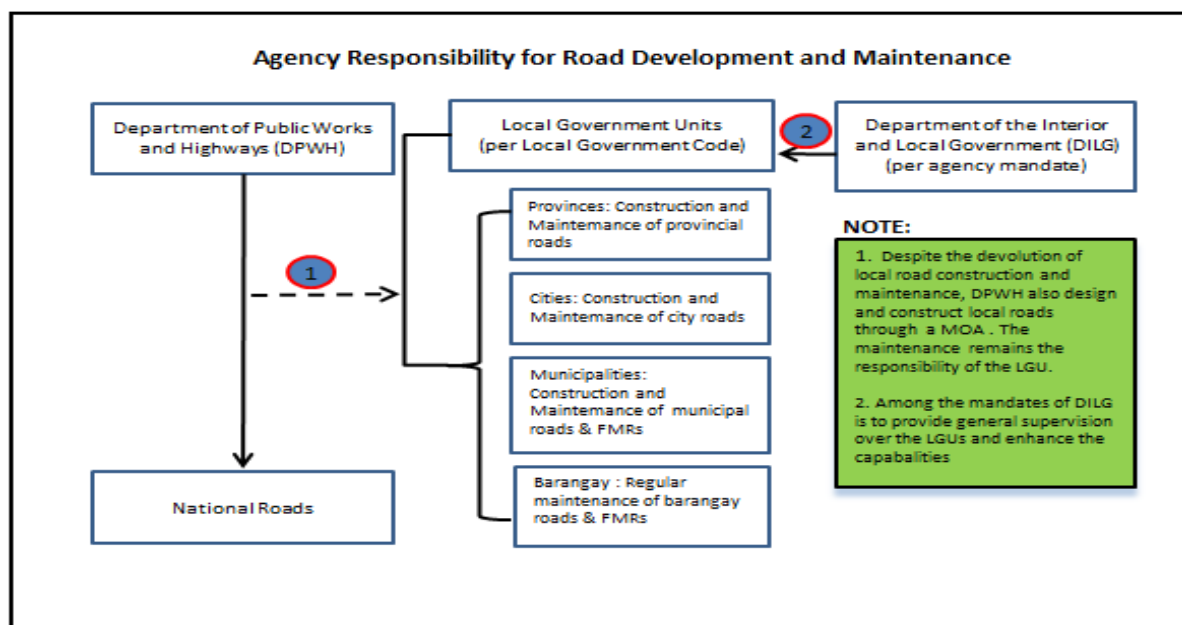 Agency Responsibility for Road Development and Maintenance
Department of Public Works
and Highways (DPWH)
Local Government Units
(per Local Government Code)
2
Department of the Interior
and Local Government (DILG)
(per agency mandate)
Provinces: Construction and
Maintemance of provincial
roads
1
Cities: Construction and
Maintemance of city roads
Municipalities:
Construction and
Maintemance of municipal
roads & FMRs
Barangay : Regular
maintenance of barangay
roads & FMRs
National Roads
NOTE:
1. Despite the devolution of
local road construction and
maintenance, DPWH also design
and construct local roads
through a MOA . The
maintenance remains the
responsibility of the LGU.
2. Among the mandates of DILG
is to provide general supervision
over the LGUs and enhance the
capabalities